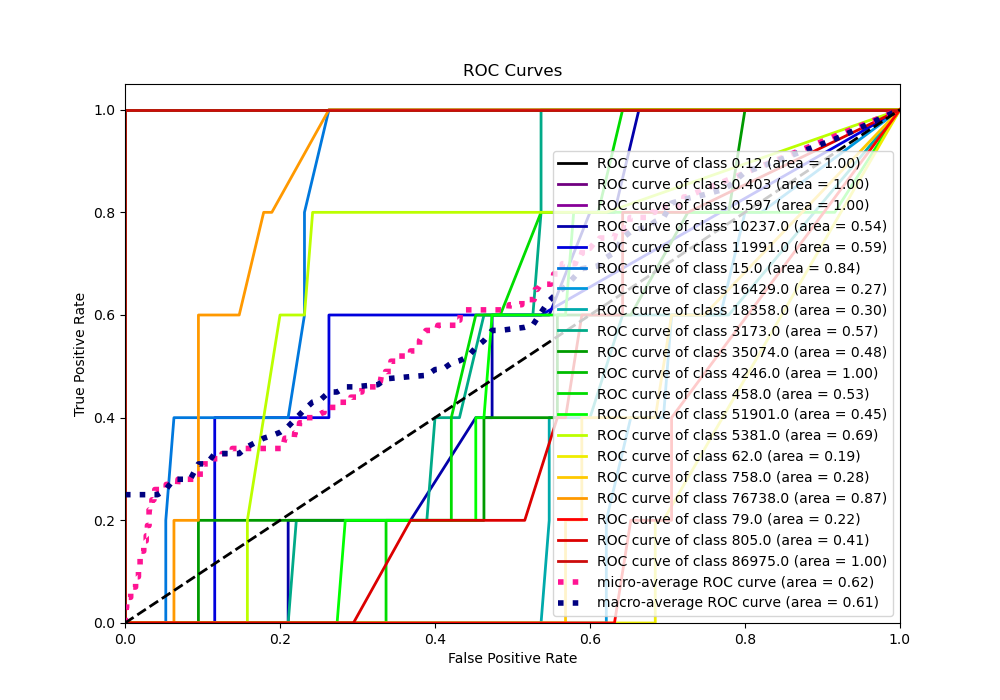 ROC Curves
True Positive Rate
1.0
0.8
0.6
0.4
0.2
0.0
ROC curve of class 0.12 (area = 1.00)
ROC curve of class 0.403 (area = 1.00)
ROC curve of class 0.597 (area = 1.00)
ROC curve of class 10237.0 (area = 0.54)
ROC curve of class 11991.0 (area = 0.59)
ROC curve of class 15.0 (area = 0.84)
ROC curve of class 16429.0 (area = 0.27)
ROC curve of class 18358.0 (area = 0.30)
ROC curve of class 3173.0 (area = 0.57)
ROC curve of class 35074.0 (area = 0.48)
ROC curve of class 4246.0 (area = 1.00)
ROC curve of class 458.0 (area = 0.53)
ROC curve of class 51901.0 (area = 0.45)
ROC curve of class 5381.0 (area = 0.69)
ROC curve of class 62.0 (area = 0.19)
ROC curve of class 758.0 (area = 0.28)
ROC curve of class 76738.0 (area = 0.87)
ROC curve of class 79.0 (area = 0.22)
ROC curve of class 805.0 (area = 0.41)
ROC curve of class 86975.0 (area = 1.00)
micro-average ROC curve (area = 0.62)
macro-average ROC curve (area = 0.61)
0.0 0.2 0.4 0.6 0.8 1.0
False Positive Rate